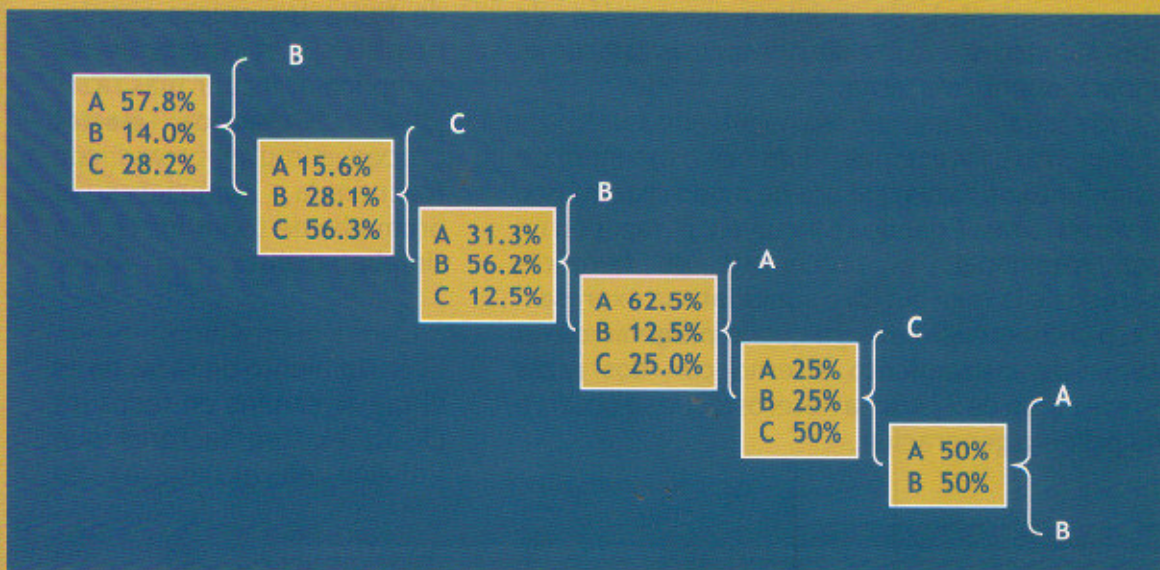 B
A 57.8%
B 14.0%
C 28.2%
C
A 15.6%
B 28.1%
C 56.3%
B
A 31.3%
B 56.2%
C 12.5%
A
A 62.5%
B 12.5%
C 25.0%
C
A 25%
B 25%
C 50%
A
A 50%
B 50%
B